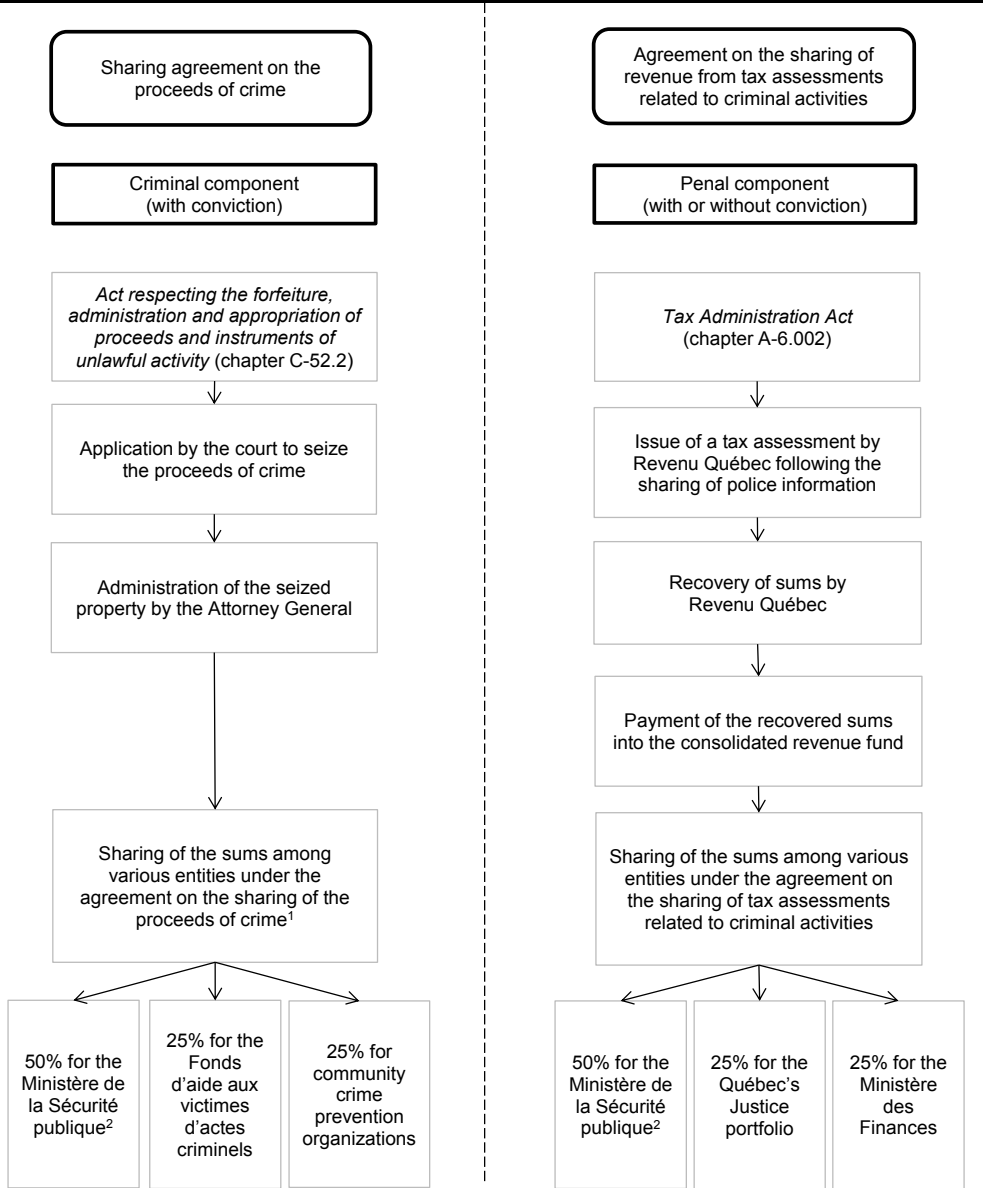 Sharing agreement on the
proceeds of crime
Criminal component
(with conviction)
Act respecting the forfeiture,
administration and appropriation of
proceeds and instruments of
unlawful activity (chapter C-52.2)
Application by the court to seize
the proceeds of crime
Administration of the seized
property by the Attorney General
Sharing of the sums among
various entities under the
agreement on the sharing of the
proceeds of crime¹
50% for the
Ministère de
la Sécurité
publique²
25% for the
Fonds
d’aide aux
victimes
d’actes
criminels
25% for
community
crime
prevention
organizations
Agreement on the sharing of
revenue from tax assessments
related to criminal activities
Penal component
(with or without conviction)
Tax Administration Act
(chapter A-6.002)
Issue of a tax assessment by
Revenu Québec following the
sharing of police information
Recovery of sums by
Revenu Québec
Payment of the recovered sums
into the consolidated revenue fund
Sharing of the sums among various
entities under the agreement on
the sharing of tax assessments
related to criminal activities
50% for the
Ministère de
la Sécurité
publique²
25% for the
Québec’s
Justice
portfolio
25% for the
Ministère
des
Finances